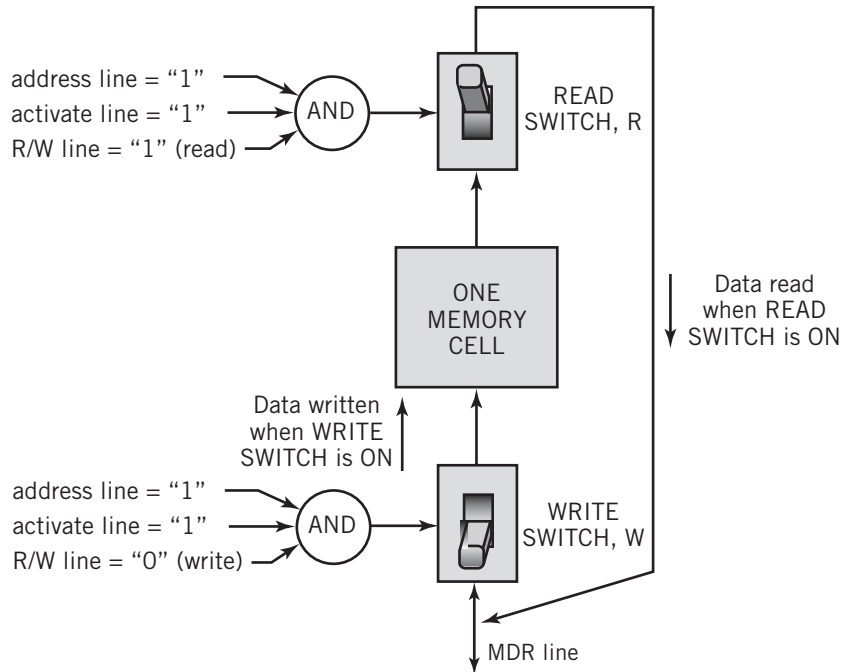 address line = “1”
activate line = “1”
R/W line = “1” (read)
AND
READ
SWITCH, R
ONE
MEMORY
CELL
Data read
when READ
SWITCH is ON
Data written
when WRITE
SWITCH is ON
address line = “1”
activate line = “1”
R/W line = “0” (write)
AND
WRITE
SWITCH, W
MDR line